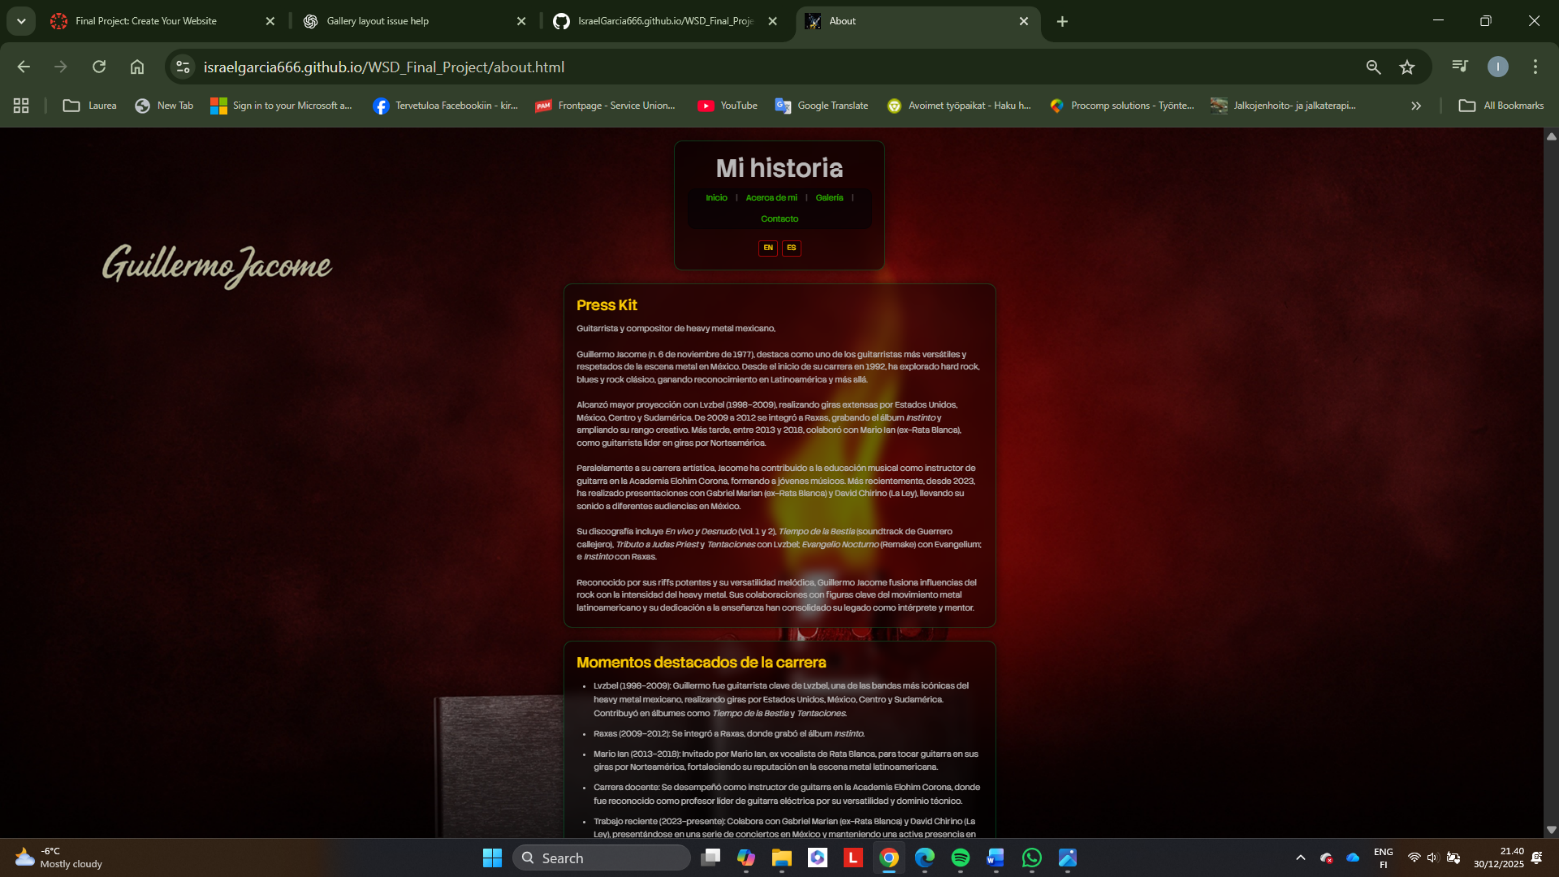 Final Project: Create Your Website
Gallery layout issue help
IsraelGarcia666.github.io/WSD_Final_Proje
About
israelgarcia666.github.io/WSD_Final_Project/about.html
I
Laurea
New Tab
Sign in to your Microsoft a...
Tervetuloa Facebookiin - kir...
PAM
Frontpage - Service Union...
YouTube
Google Translate
Avoimet työpaikat - Haku h...
Procomp solutions - Työnte...
Jalkojenhoito- ja jalkaterapi...
All Bookmarks
Mi historia
Inicio | Acerca de mí | Galería |
Contacto
EN ES
Guillermo Jacome
Press Kit
Guitarrista y compositor de heavy metal mexicano,
Guillermo Jacome (n. 6 de noviembre de 1977), destaca como uno de los guitarristas más versátiles y
respetados de la escena metal en México. Desde el inicio de su carrera en 1992, ha explorado hard rock,
blues y rock clásico, ganando reconocimiento en Latinoamérica y más allá.
Alcanzó mayor proyección con Lvzbel (1998–2009), realizando giras extensas por Estados Unidos,
México, Centro y Sudamérica. De 2009 a 2012 se integró a Raxas, grabando el álbum Instinto y
ampliando su rango creativo. Más tarde, entre 2013 y 2018, colaboró con Mario Ian (ex-Rata Blanca),
como guitarrista líder en giras por Norteamérica.
Paralelamente a su carrera artística, Jacome ha contribuido a la educación musical como instructor de
guitarra en la Academia Elohim Corona, formando a jóvenes músicos. Más recientemente, desde 2023,
ha realizado presentaciones con Gabriel Marian (ex-Rata Blanca) y David Chirino (La Ley), llevando su
sonido a diferentes audiencias en México.
Su discografía incluye En vivo y Desnudo (Vol. 1 y 2), Tiempo de la Bestia (soundtrack de Guerrero
callejero), Tributo a Judas Priest y Tentaciones con Lvzbel; Evangelio Nocturno (Remake) con Evangelium;
e Instinto con Raxas.
Reconocido por sus riffs potentes y su versatilidad melódica, Guillermo Jacome fusiona influencias del
rock con la intensidad del heavy metal. Sus colaboraciones con figuras clave del movimiento metal
latinoamericano y su dedicación a la enseñanza han consolidado su legado como intérprete y mentor.
Momentos destacados de la carrera
• Lvzbel (1998–2009): Guillermo fue guitarrista clave de Lvzbel, una de las bandas más icónicas del
heavy metal mexicano, realizando giras por Estados Unidos, México, Centro y Sudamérica.
Contribuyó en álbumes como Tiempo de la Bestia y Tentaciones.
• Raxas (2009–2012): Se integró a Raxas, donde grabó el álbum Instinto.
• Mario Ian (2013–2018): Invitado por Mario Ian, ex vocalista de Rata Blanca, para tocar guitarra en sus
giras por Norteamérica, fortaleciendo su reputación en la escena metal latinoamericana.
• Carrera docente: Se desempeñó como instructor de guitarra en la Academia Elohim Corona, donde
fue reconocido como profesor líder de guitarra eléctrica por su versatilidad y dominio técnico.
• Trabajo reciente (2023–presente): Colabora con Gabriel Marian (ex-Rata Blanca) y David Chirino (La
Ley), presentándose en una serie de conciertos en México y manteniendo una activa presencia en
-6°C
Mostly cloudy
Search
L
ENG
FI
21.40
30/12/2025